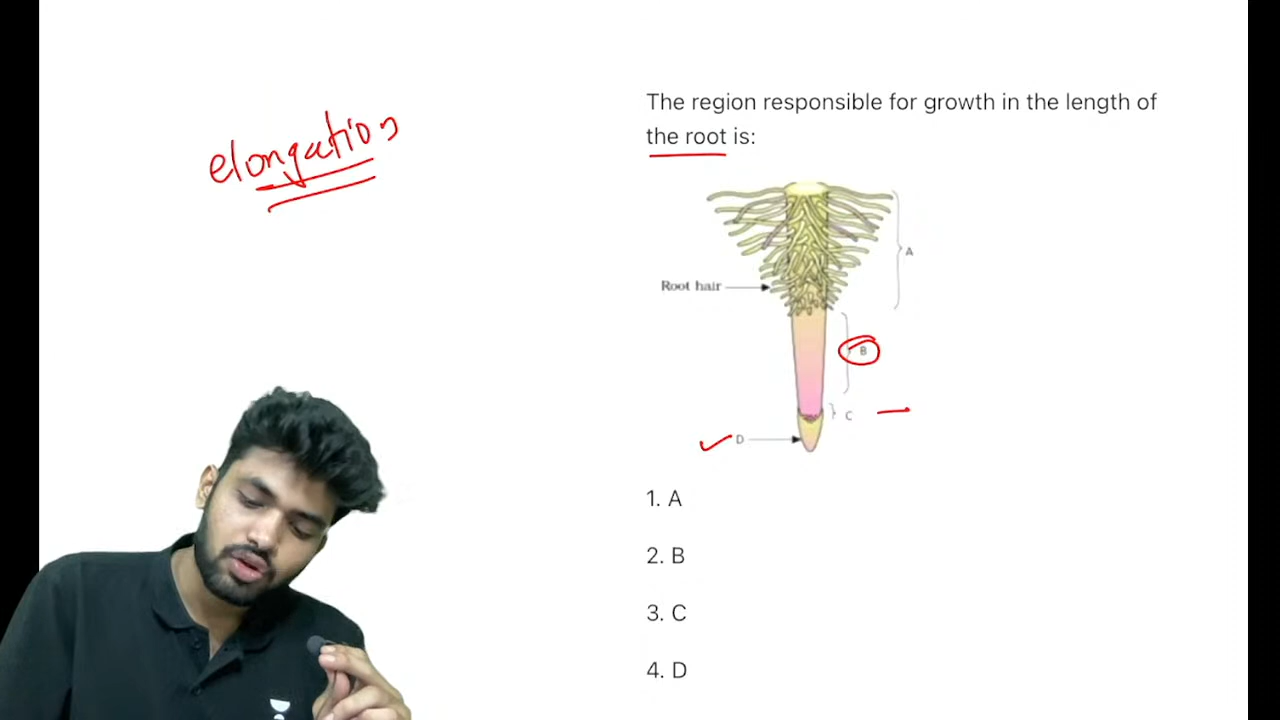 elongation
The region responsible for growth in the length of
the root is:
A
Root hair
B
C
D
1. A
2. B
3. C
4. D